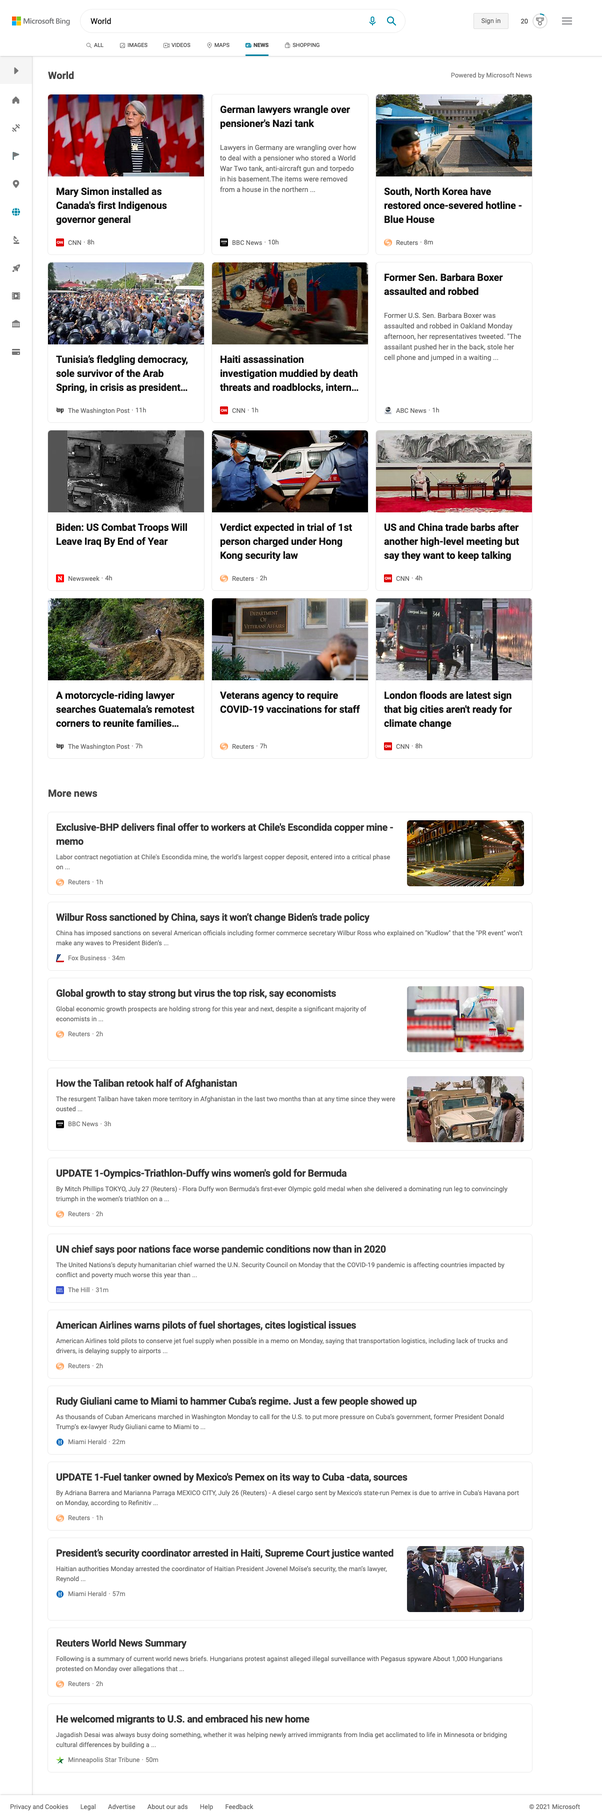 Microsoft Bing
World
Sign in
20
ALL
IMAGES
VIDEOS
MAPS
NEWS
SHOPPING
World
Powered by Microsoft News
Mary Simon installed as
Canada's first Indigenous
governor general
CNN · 8h
German lawyers wrangle over
pensioner's Nazi tank
Lawyers in Germany are wrangling over how
to deal with a pensioner who stored a World
War Two tank, anti-aircraft gun and torpedo
in his basement.The items were removed
from a house in the northern ...
BBC News · 10h
South, North Korea have
restored once-severed hotline -
Blue House
Reuters · 8m
Tunisia's fledgling democracy,
sole survivor of the Arab
Spring, in crisis as president...
The Washington Post · 11h
Haiti assassination
investigation muddied by death
threats and roadblocks, intern...
CNN · 1h
Former Sen. Barbara Boxer
assaulted and robbed
Former U.S. Sen. Barbara Boxer was
assaulted and robbed in Oakland Monday
afternoon, her representatives tweeted. "The
assailant pushed her in the back, stole her
cell phone and jumped in a waiting ...
ABC News · 1h
Biden: US Combat Troops Will
Leave Iraq By End of Year
Newsweek · 4h
Verdict expected in trial of 1st
person charged under Hong
Kong security law
Reuters · 2h
US and China trade barbs after
another high-level meeting but
say they want to keep talking
CNN · 4h
DEPARTMENT
OF
VETERANS AFFAIRS
A motorcycle-riding lawyer
searches Guatemala's remotest
corners to reunite families...
The Washington Post · 7h
Veterans agency to require
COVID-19 vaccinations for staff
Reuters · 7h
London floods are latest sign
that big cities aren't ready for
climate change
CNN · 8h
More news
Exclusive-BHP delivers final offer to workers at Chile's Escondida copper mine -
memo
Labor contract negotiation at Chile's Escondida mine, the world's largest copper deposit, entered into a critical phase
on ...
Reuters · 1h
Wilbur Ross sanctioned by China, says it won't change Biden's trade policy
China has imposed sanctions on several American officials including former commerce secretary Wilbur Ross who explained on "Kudlow" that the "PR event" won't
make any waves to President Biden's ...
Fox Business · 34m
Global growth to stay strong but virus the top risk, say economists
Global economic growth prospects are holding strong for this year and next, despite a significant majority of
economists in ...
Reuters · 2h
How the Taliban retook half of Afghanistan
The resurgent Taliban have taken more territory in Afghanistan in the last two months than at any time since they were
ousted ...
BBC News · 3h
UPDATE 1-Olympics-Triathlon-Duffy wins women's gold for Bermuda
By Mitch Phillips TOKYO, July 27 (Reuters) - Flora Duffy won Bermuda's first-ever Olympic gold medal when she delivered a dominating run leg to convincingly
triumph in the women's triathlon on a ...
Reuters · 2h
UN chief says poor nations face worse pandemic conditions now than in 2020
The United Nations's deputy humanitarian chief warned the U.N. Security Council on Monday that the COVID-19 pandemic is affecting countries impacted by
conflict and poverty much worse this year than ...
The Hill · 31m
American Airlines warns pilots of fuel shortages, cites logistical issues
American Airlines told pilots to conserve jet fuel supply when possible in a memo on Monday, saying that transportation logistics, including lack of trucks and
drivers, is delaying supply to airports ...
Reuters · 2h
Rudy Giuliani came to Miami to hammer Cuba's regime. Just a few people showed up
As thousands of Cuban Americans marched in Washington Monday to call for the U.S. to put more pressure on Cuba's government, former President Donald
Trump's ex-lawyer Rudy Giuliani came to Miami to ...
Miami Herald · 22m
UPDATE 1-Fuel tanker owned by Mexico's Pemex on its way to Cuba -data, sources
By Adriana Barrera and Marianna Parraga MEXICO CITY, July 26 (Reuters) - A diesel cargo sent by Mexico's state-run Pemex is due to arrive in Cuba's Havana port
on Monday, according to Refinitiv ...
Reuters · 1h
President's security coordinator arrested in Haiti, Supreme Court justice wanted
Haitian authorities Monday arrested the coordinator of Haitian President Jovenel Moïse's security, the man's lawyer,
Reynold ...
Miami Herald · 57m
Reuters World News Summary
Following is a summary of current world news briefs. Hungarians protest against alleged illegal surveillance with Pegasus spyware About 1,000 Hungarians
protested on Monday over allegations that ...
Reuters · 2h
He welcomed migrants to U.S. and embraced his new home
Jagadish Desai was always busy doing something, whether it was helping newly arrived immigrants from India get acclimated to life in Minnesota or bridging
cultural differences by building a ...
Minneapolis Star Tribune · 50m
Privacy and Cookies
Legal
Advertise
About our ads
Help
Feedback
© 2021 Microsoft